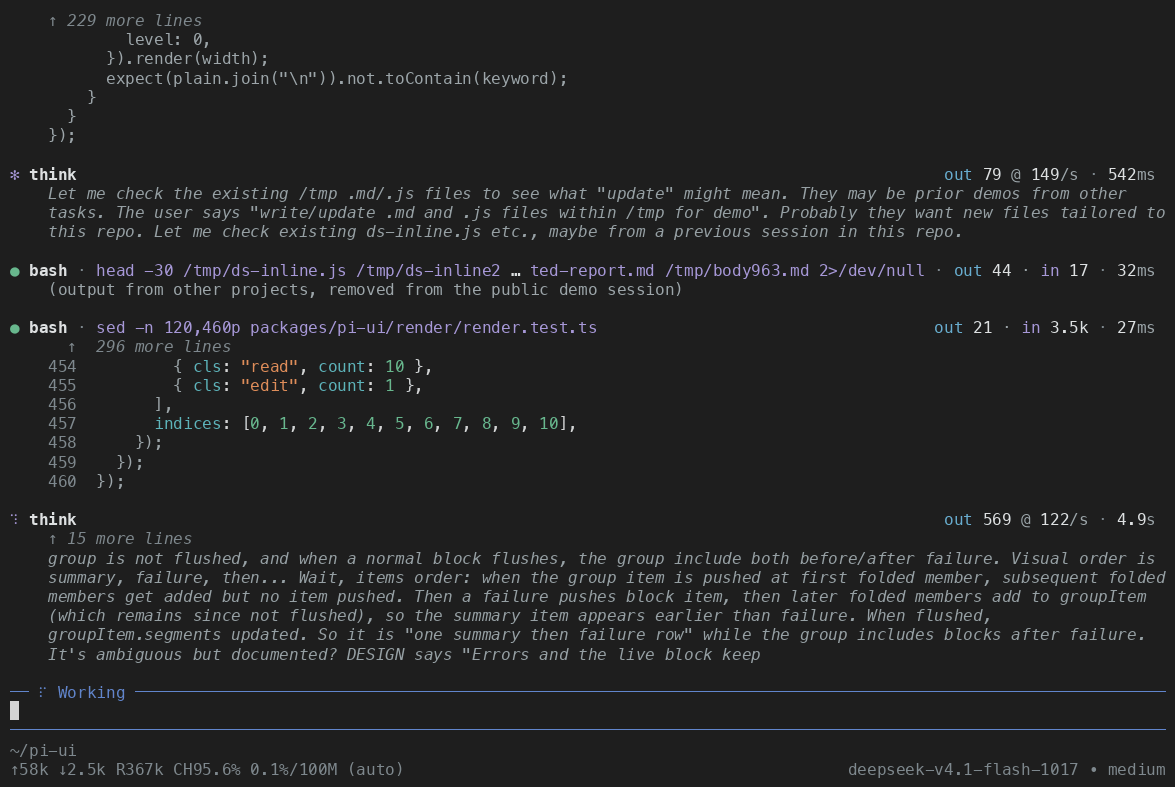 ↑ 229 more lines
level: 0,
}).render(width);
expect(plain.join("\n")).not.toContain(keyword);
}
}
});
✻ think out 79 @ 149/s · 542ms
Let me check the existing /tmp .md/.js files to see what "update" might mean. They may be prior demos from other
tasks. The user says "write/update .md and .js files within /tmp for demo". Probably they want new files tailored to
this repo. Let me check existing ds-inline.js etc., maybe from a previous session in this repo.
● bash · head -30 /tmp/ds-inline.js /tmp/ds-inline2 … ted-report.md /tmp/body963.md 2>/dev/null · out 44 · in 17 · 32ms
(output from other projects, removed from the public demo session)
● bash · sed -n 120,460p packages/pi-ui/render/render.test.ts out 21 · in 3.5k · 27ms
↑ 296 more lines
454 { cls: "read", count: 10 },
455 { cls: "edit", count: 1 },
456 ],
457 indices: [0, 1, 2, 3, 4, 5, 6, 7, 8, 9, 10],
458 });
459 });
460 });
think out 569 @ 122/s · 4.9s
↑ 15 more lines
group is not flushed, and when a normal block flushes, the group include both before/after failure. Visual order is
summary, failure, then... Wait, items order: when the group item is pushed at first folded member, subsequent folded
members get added but no item pushed. Then a failure pushes block item, then later folded members add to groupItem
(which remains since not flushed), so the summary item appears earlier than failure. When flushed,
groupItem.segments updated. So it is "one summary then failure row" while the group includes blocks after failure.
It's ambiguous but documented? DESIGN says "Errors and the live block keep
Working
~/pi-ui
↑58k ↓2.5k R367k CH95.6% 0.1%/100M (auto) deepseek-v4.1-flash-1017 • medium